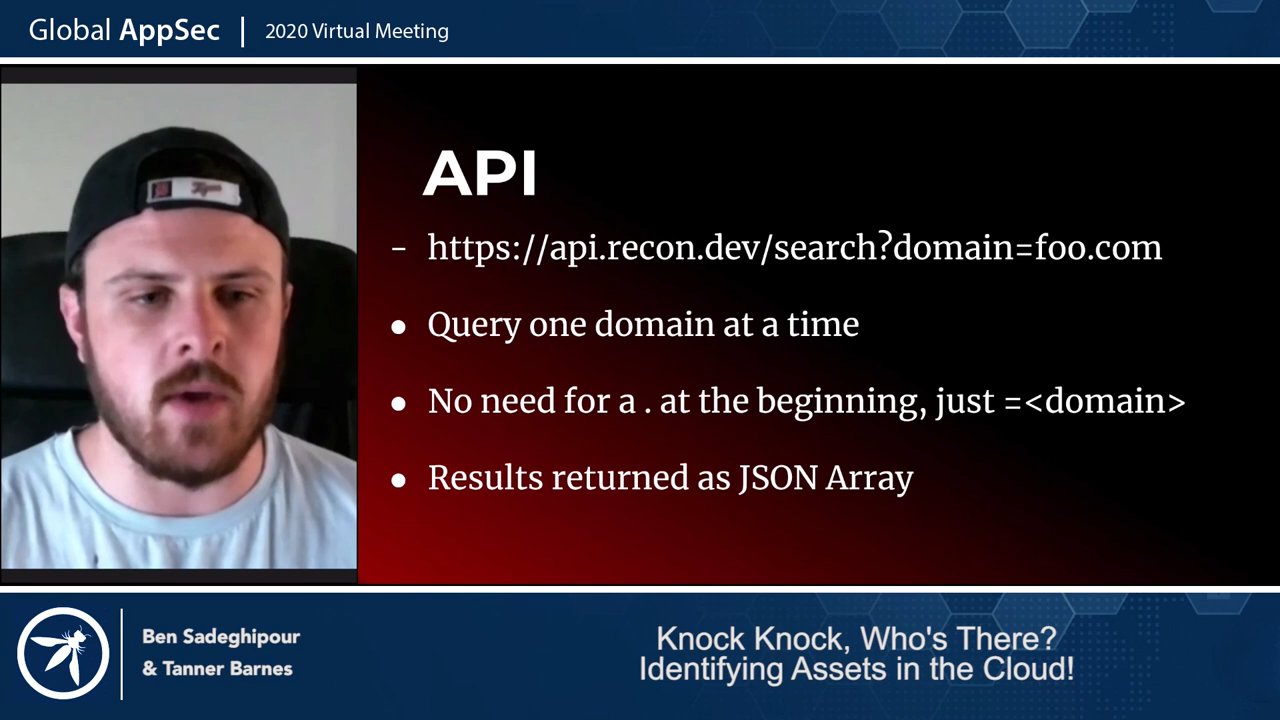 Global AppSec | 2020 Virtual Meeting
API
- https://api.recon.dev/search?domain=foo.com
● Query one domain at a time
● No need for a . at the beginning, just =<domain>
● Results returned as JSON Array
Ben Sadeghipour
& Tanner Barnes
Knock Knock, Who's There?
Identifying Assets in the Cloud!